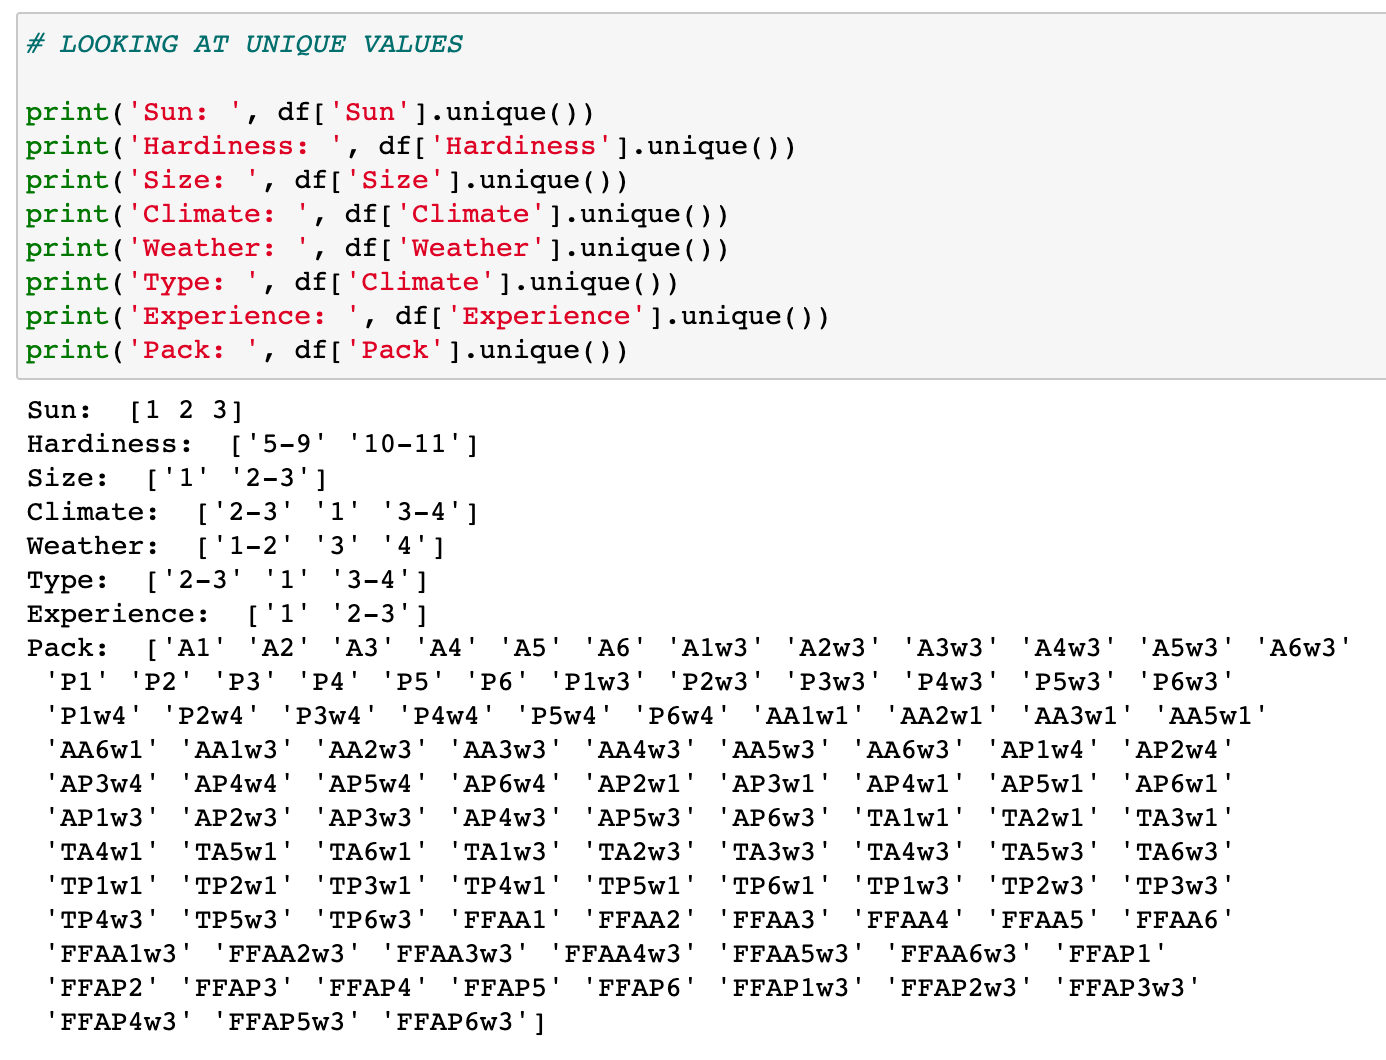 # LOOKING AT UNIQUE VALUES
print('Sun: ', df['Sun'].unique())
print('Hardiness: ', df['Hardiness'].unique())
print('Size: ', df['Size'].unique())
print('Climate: ', df['Climate'].unique())
print('Weather: ', df['Weather'].unique())
print('Type: ', df['Climate'].unique())
print('Experience: ', df['Experience'].unique())
print('Pack: ', df['Pack'].unique())
Sun:  [1 2 3]
Hardiness:  ['5-9' '10-11']
Size:  ['1' '2-3']
Climate:  ['2-3' '1' '3-4']
Weather:  ['1-2' '3' '4']
Type:  ['2-3' '1' '3-4']
Experience:  ['1' '2-3']
Pack:  ['A1' 'A2' 'A3' 'A4' 'A5' 'A6' 'A1w3' 'A2w3' 'A3w3' 'A4w3' 'A5w3' 'A6w3'
 'P1' 'P2' 'P3' 'P4' 'P5' 'P6' 'P1w3' 'P2w3' 'P3w3' 'P4w3' 'P5w3' 'P6w3'
 'P1w4' 'P2w4' 'P3w4' 'P4w4' 'P5w4' 'P6w4' 'AA1w1' 'AA2w1' 'AA3w1' 'AA5w1'
 'AA6w1' 'AA1w3' 'AA2w3' 'AA3w3' 'AA4w3' 'AA5w3' 'AA6w3' 'AP1w4' 'AP2w4'
 'AP3w4' 'AP4w4' 'AP5w4' 'AP6w4' 'AP2w1' 'AP3w1' 'AP4w1' 'AP5w1' 'AP6w1'
 'AP1w3' 'AP2w3' 'AP3w3' 'AP4w3' 'AP5w3' 'AP6w3' 'TA1w1' 'TA2w1' 'TA3w1'
 'TA4w1' 'TA5w1' 'TA6w1' 'TA1w3' 'TA2w3' 'TA3w3' 'TA4w3' 'TA5w3' 'TA6w3'
 'TP1w1' 'TP2w1' 'TP3w1' 'TP4w1' 'TP5w1' 'TP6w1' 'TP1w3' 'TP2w3' 'TP3w3'
 'TP4w3' 'TP5w3' 'TP6w3' 'FFAA1' 'FFAA2' 'FFAA3' 'FFAA4' 'FFAA5' 'FFAA6'
 'FFAA1w3' 'FFAA2w3' 'FFAA3w3' 'FFAA4w3' 'FFAA5w3' 'FFAA6w3' 'FFAP1'
 'FFAP2' 'FFAP3' 'FFAP4' 'FFAP5' 'FFAP6' 'FFAP1w3' 'FFAP2w3' 'FFAP3w3'
 'FFAP4w3' 'FFAP5w3' 'FFAP6w3']